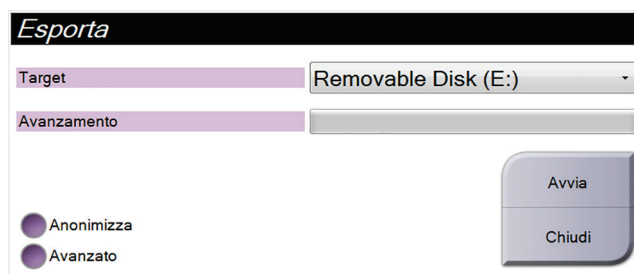 Esporta
Target Removable Disk (E:)
Avanzamento
Avvia
Anonimizza
Chiudi
Avanzato